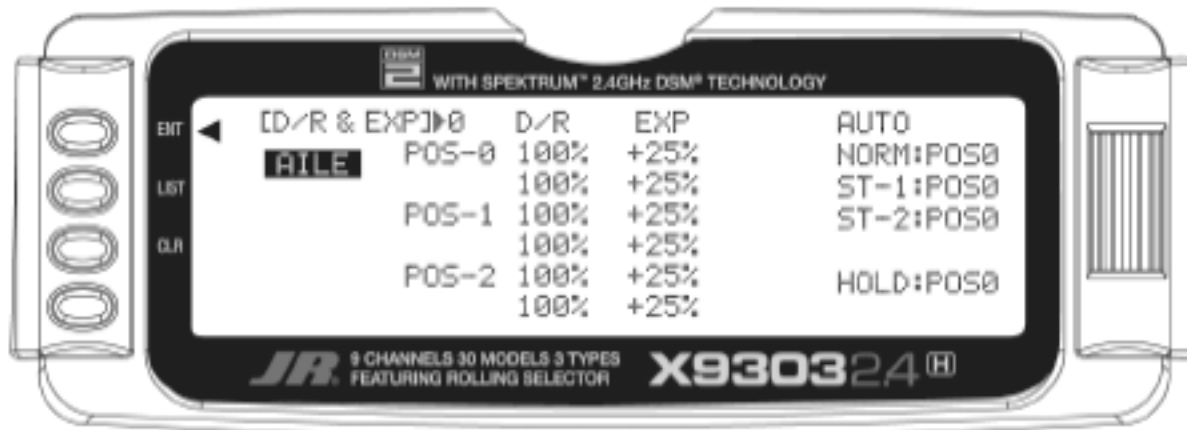 DSM
2 WITH SPEKTRUM™ 2.4GHz DSM® TECHNOLOGY
ENT [D/R & EXP]▶0 D/R EXP AUTO
AILE POS-0 100% +25% NORM:POS0
LIST 100% +25% ST-1:POS0
POS-1 100% +25% ST-2:POS0
CLR 100% +25%
POS-2 100% +25% HOLD:POS0
100% +25%
JR. 9 CHANNELS 30 MODELS 3 TYPES
FEATURING ROLLING SELECTOR
X9303 2.4 H